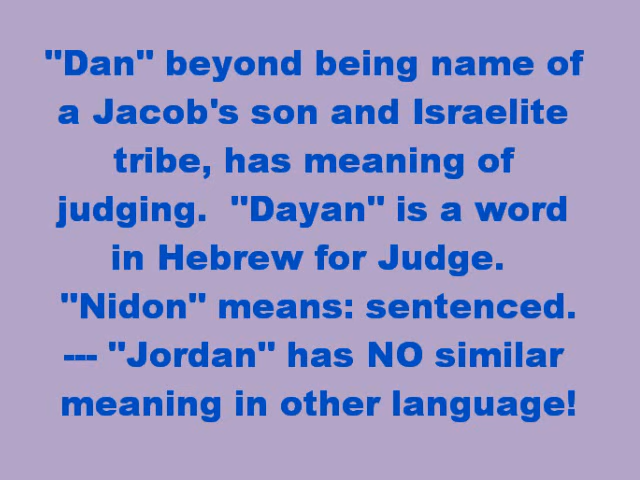 "Dan" beyond being name of
a Jacob's son and Israelite
tribe, has meaning of
judging.  "Dayan" is a word
in Hebrew for Judge.
"Nidon" means: sentenced.
--- "Jordan" has NO similar
meaning in other language!